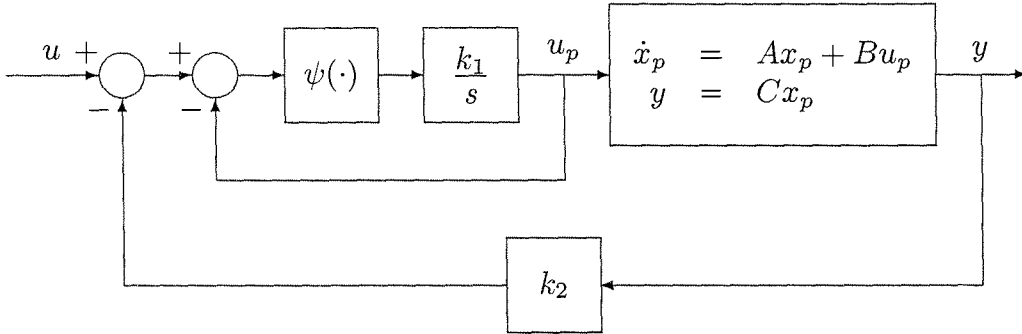 u + − + − ψ(·) k₁/s u_p ẋ_p = Ax_p + Bu_p y
y = Cx_p
k₂